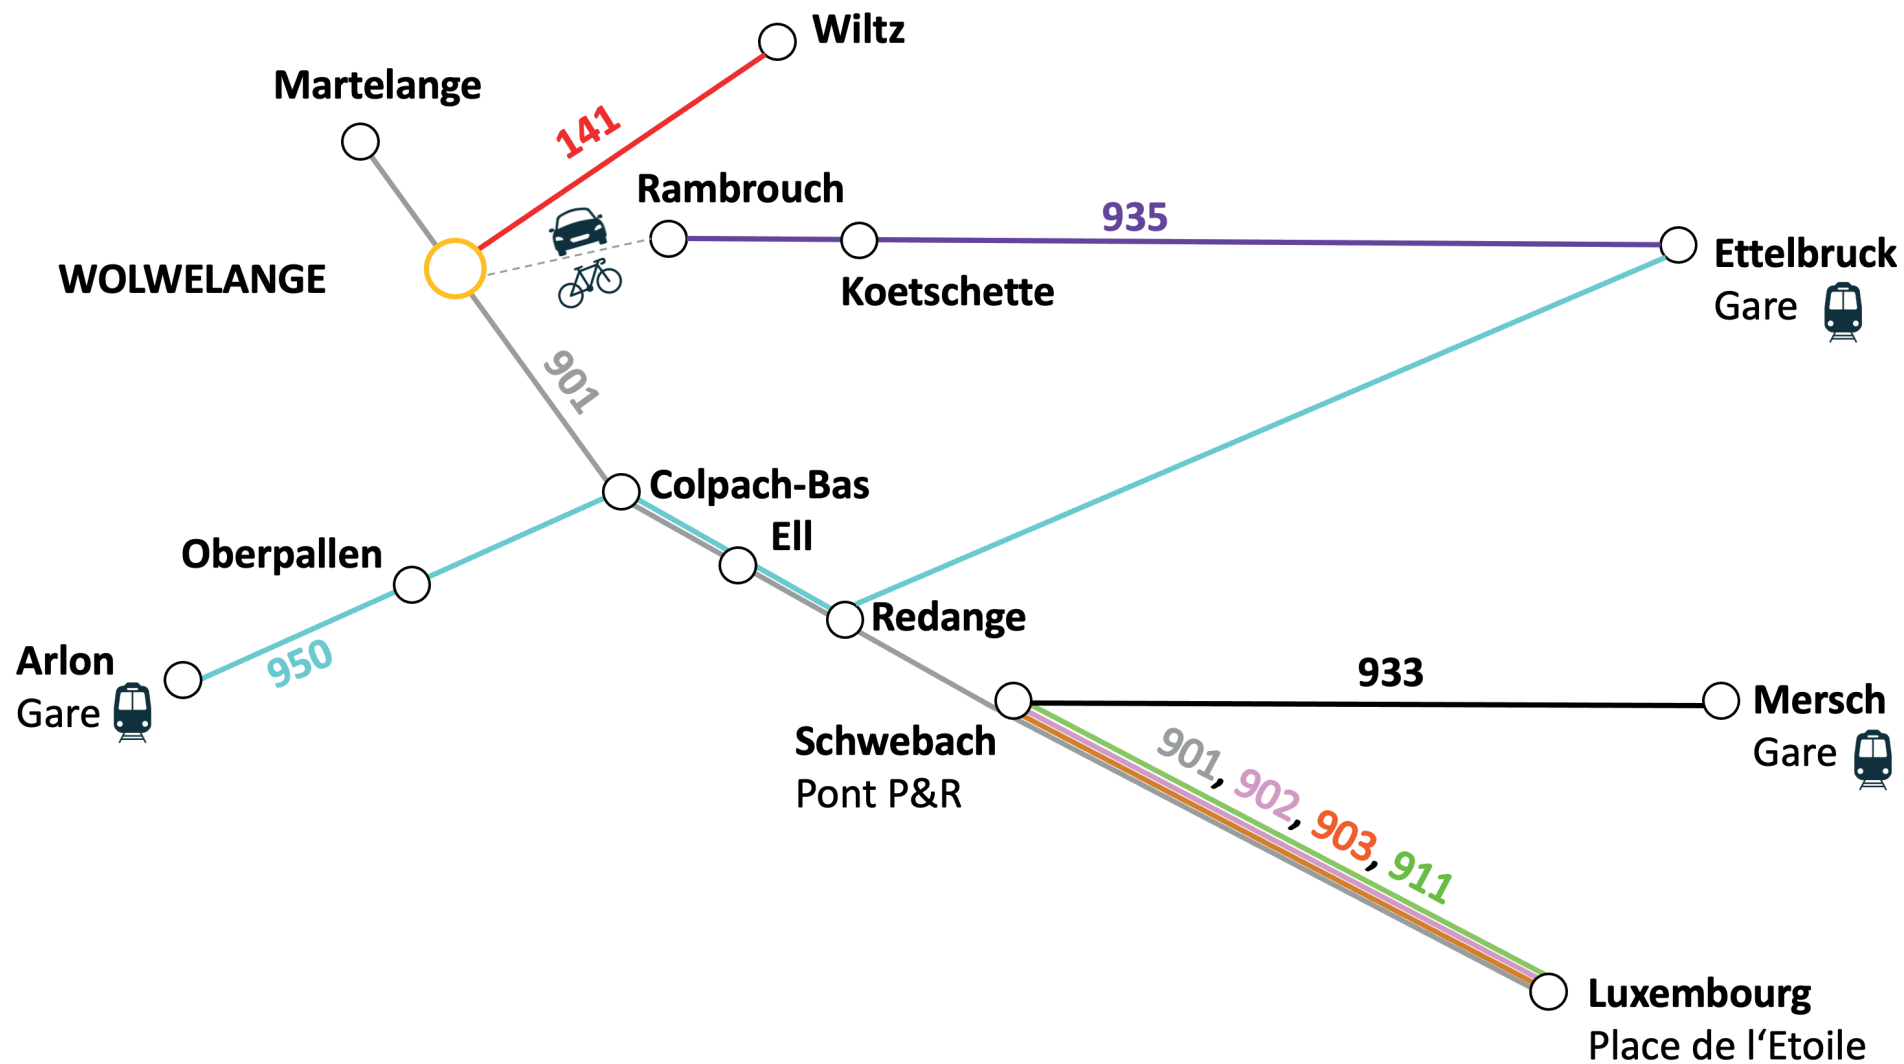 Wiltz
Martelange
141
Rambrouch
935
WOLWELANGE
Ettelbruck
Gare
Koetschette
901
Colpach-Bas
Ell
Oberpallen
Redange
Arlon
Gare
950
933
Mersch
Gare
Schwebach
Pont P&R
901, 902, 903, 911
Luxembourg
Place de l‘Etoile